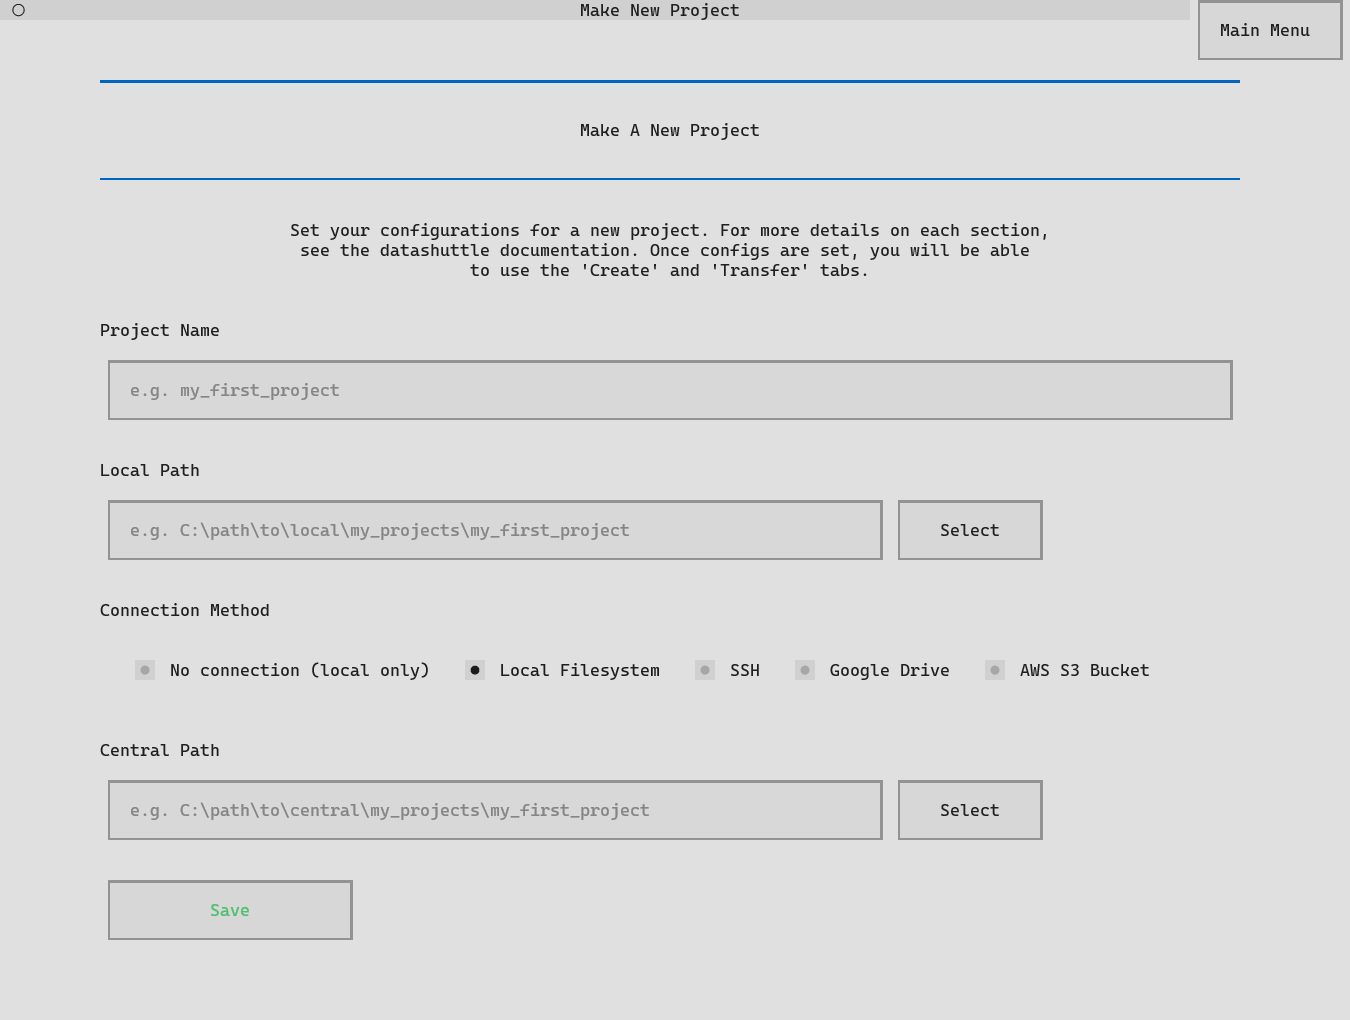 Make New Project
Main Menu
Make A New Project
Set your configurations for a new project. For more details on each section,
see the datashuttle documentation. Once configs are set, you will be able
to use the 'Create' and 'Transfer' tabs.
Project Name
e.g. my_first_project
Local Path
e.g. C:\path\to\local\my_projects\my_first_project
Select
Connection Method
No connection (local only) Local Filesystem SSH Google Drive AWS S3 Bucket
Central Path
e.g. C:\path\to\central\my_projects\my_first_project
Select
Save